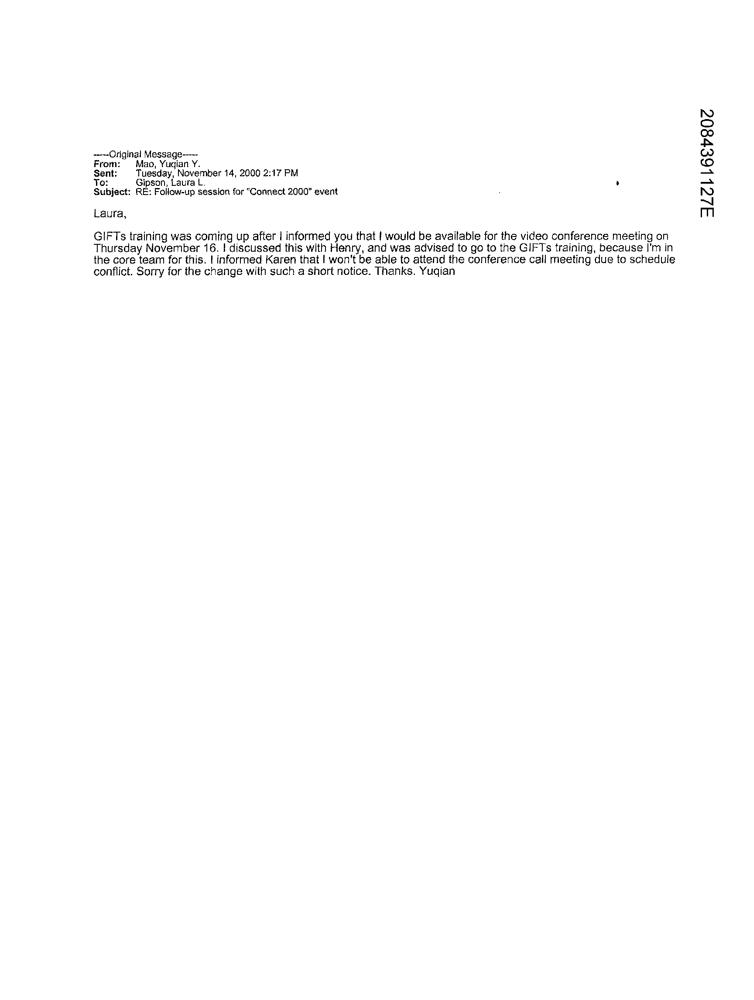 -----Original Message-----
From: Mao, Yuqian Y.
Sent: Tuesday, November 14, 2000 2:17 PM
To: Gipson, Laura L.
Subject: RE: Follow-up session for "Connect 2000" event
Laura,
GIFTs training was coming up after I informed you that I would be available for the video conference meeting on
Thursday November 16. I discussed this with Henry, and was advised to go to the GIFTs training, because I'm in
the core team for this. I informed Karen that I won't be able to attend the conference call meeting due to schedule
conflict. Sorry for the change with such a short notice. Thanks. Yuqian
2084391127E